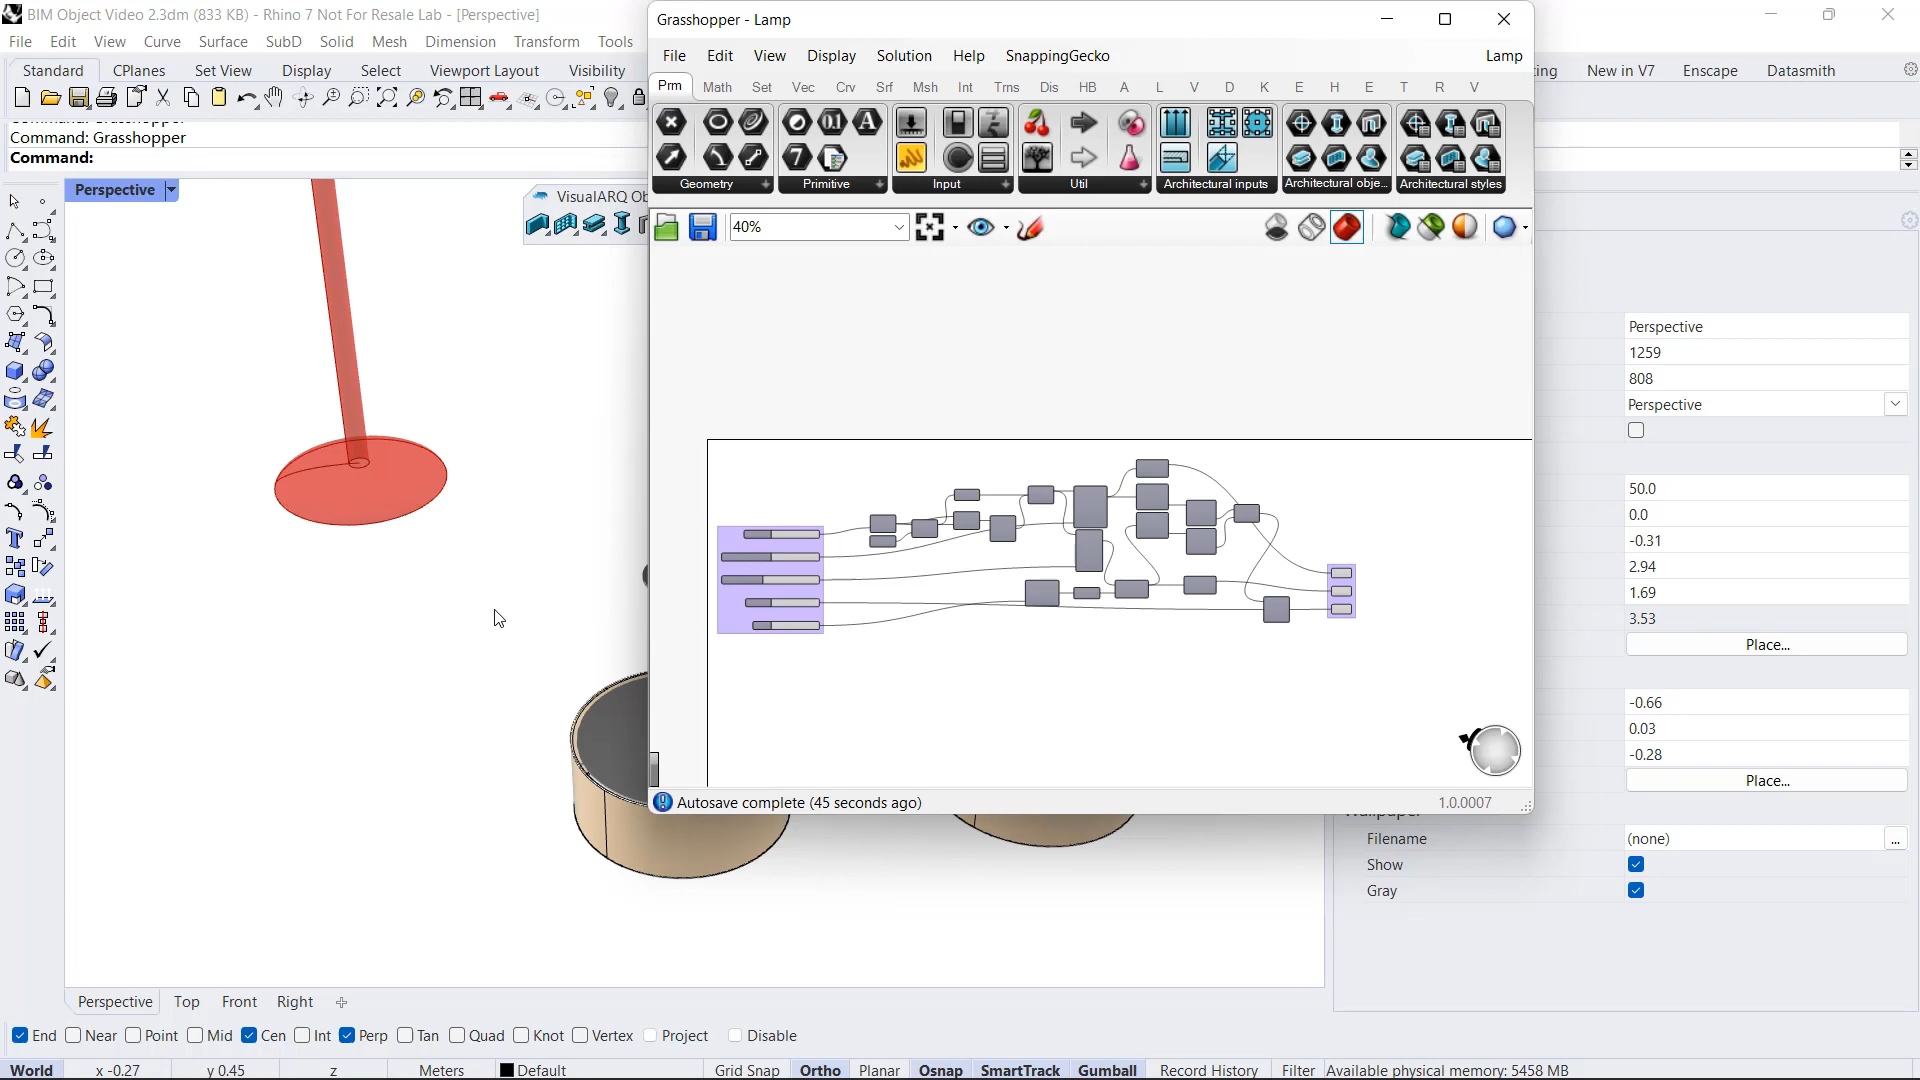 BIM Object Video 2.3dm (833 KB) - Rhino 7 Not For Resale Lab - [Perspective]
File Edit View Curve Surface SubD Solid Mesh Dimension Transform Tools
Standard CPlanes Set View Display Select Viewport Layout Visibility
New in V7 Enscape Datasmith
Command: Grasshopper
Command:
Perspective
VisualARQ Ob
Grasshopper - Lamp
File Edit View Display Solution Help SnappingGecko Lamp
Prm Math Set Vec Crv Srf Msh Int Trns Dis HB A L V D K E H E T R V
Geometry Primitive Input Util Architectural inputs Architectural obje... Architectural styles
40%
Autosave complete (45 seconds ago) 1.0.0007
Perspective
1259
808
Perspective
50.0
0.0
-0.31
2.94
1.69
3.53
Place...
-0.66
0.03
-0.28
Place...
Wallpaper
Filename (none) ...
Show
Gray
Perspective Top Front Right
End Near Point Mid Cen Int Perp Tan Quad Knot Vertex Project Disable
World x -0.27 y 0.45 z Meters Default Grid Snap Ortho Planar Osnap SmartTrack Gumball Record History Filter Available physical memory: 5458 MB